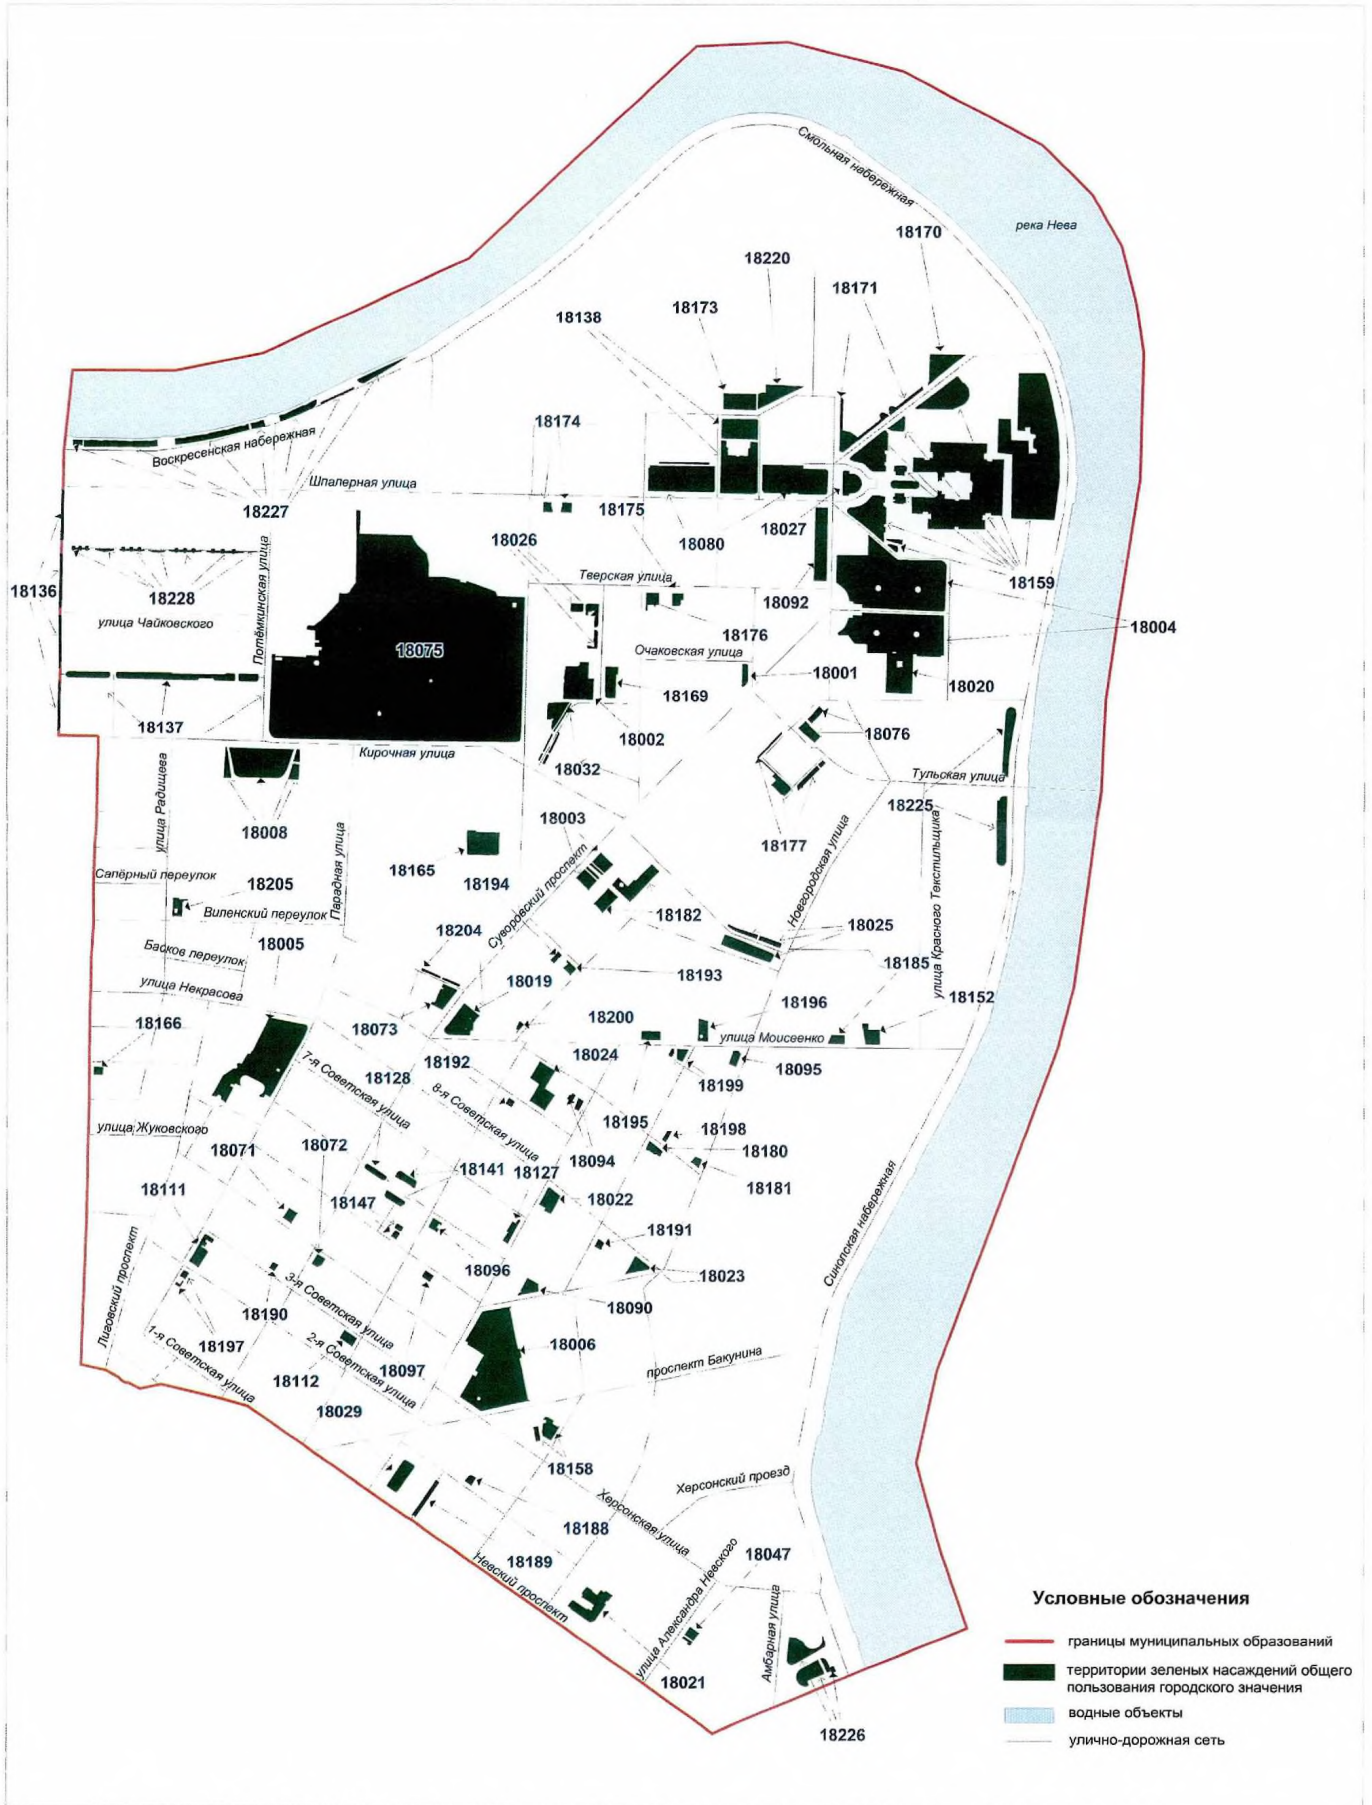 Смольная набережная
река Нева
18170
18220
18171
18173
18138
18174
Воскресенская набережная
Шпалерная улица
18227
18175
18026
18080
18027
18136
18228
Потёмкинская улица
Тверская улица
18092
18159
улица Чайковского
18075
18176
18004
Очаковская улица
18001
18169
18020
18137
18002
18076
Кирочная улица
18032
Тульская улица
улица Радищева
18008
18003
18225
Парадная улица
18177
18165
18194
Суворовский проспект
Новгородская улица
улица Красного Текстильщика
Сапёрный переулок
18205
Виленский переулок
18182
18025
18204
18005
Басков переулок
18193
18185
18019
улица Некрасова
18196
18152
18166
18073
18200
улица Моисеенко
18192
18024
18128
7-я Советская улица
8-я Советская улица
18199
18095
18195
18198
улица Жуковского
18072
18071
18094
18180
18141
18127
18181
18111
18147
18022
18191
Синопская набережная
Лиговский проспект
18096
18023
18190
3-я Советская улица
18090
18197
18006
1-я Советская улица
2-я Советская улица
18097
проспект Бакунина
18112
18029
18158
Херсонский проезд
Херсонская улица
18188
18189
Невский проспект
18047
улица Александра Невского
Амбарная улица
18021
18226
Условные обозначения
границы муниципальных образований
территории зеленых насаждений общего
пользования городского значения
водные объекты
улично-дорожная сеть